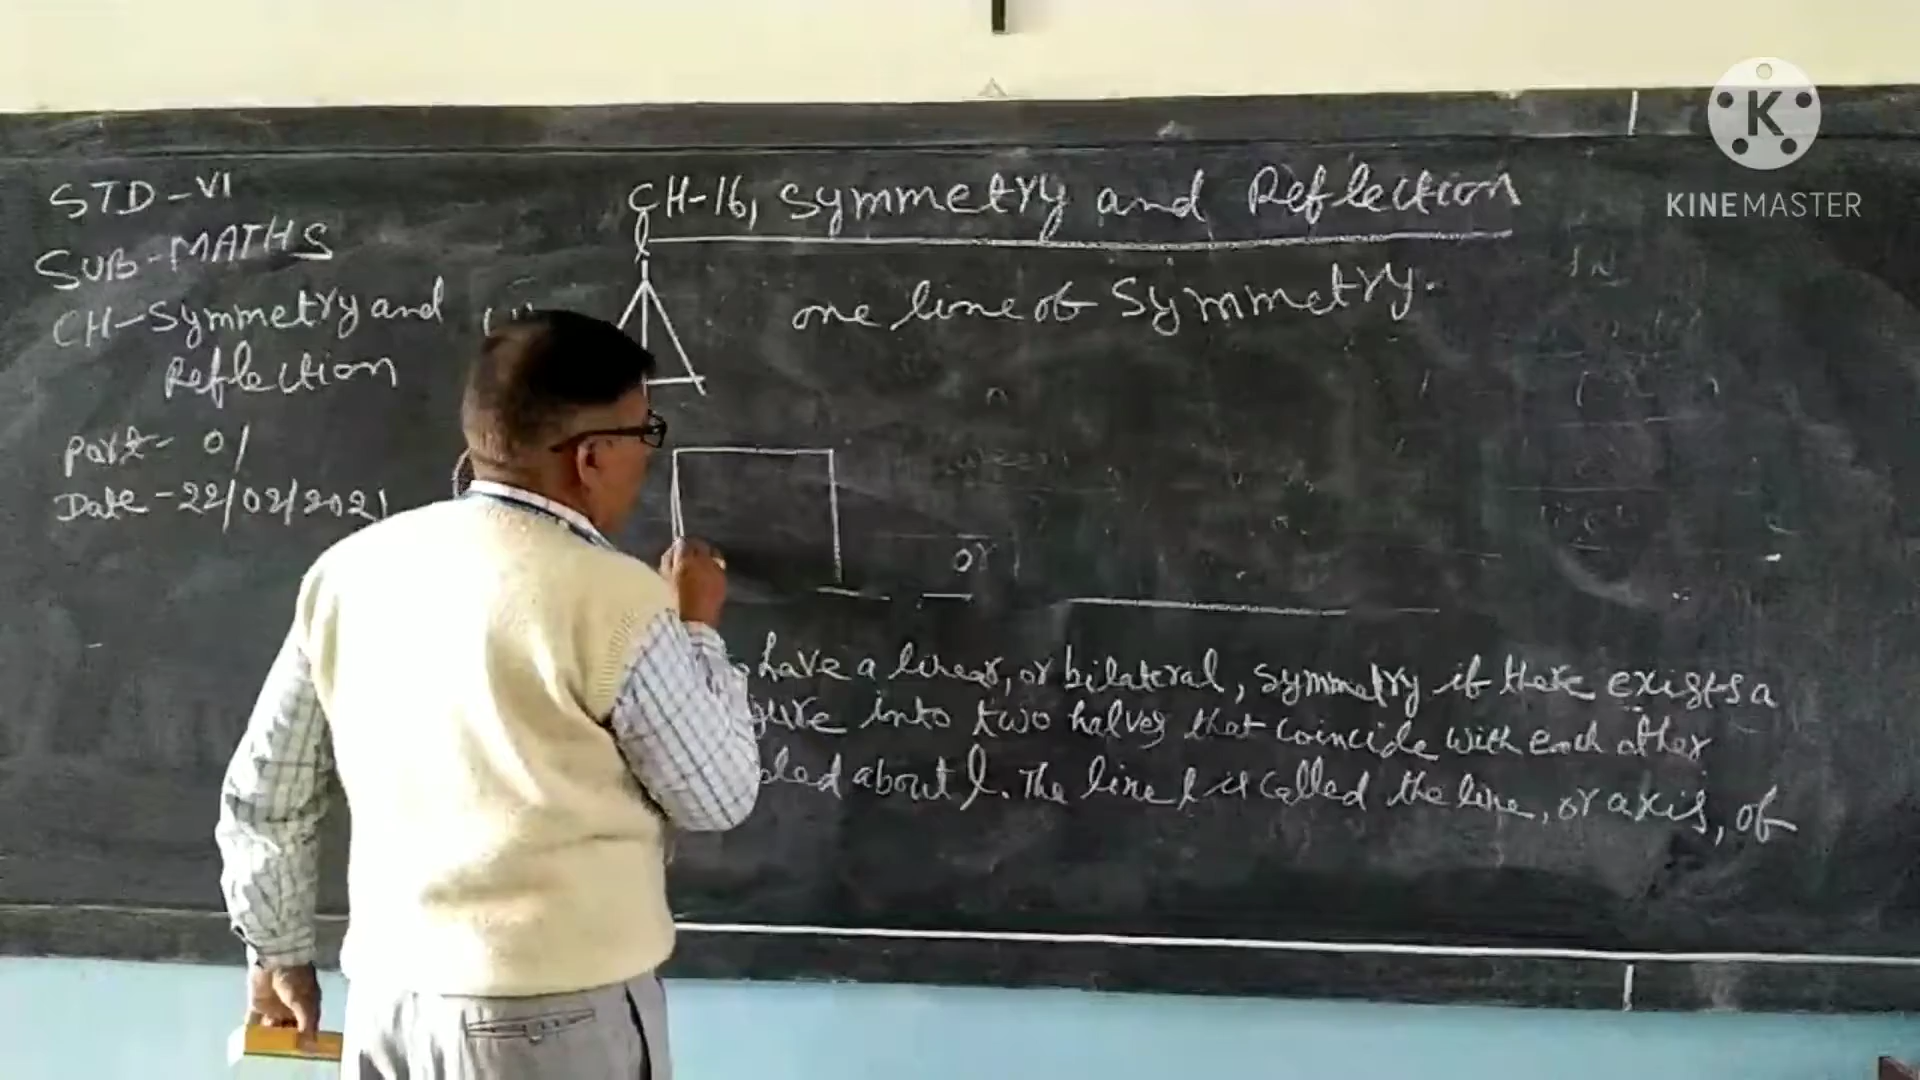 STD-VI
SUB-MATHS
CH-Symmetry and
Reflection
Part- 01
Date -22/02/2021
CH-16, Symmetry and Reflection
l
one line of Symmetry.
or
have a linear, or bilateral, symmetry if there exists a
gure into two halves that coincide with each other
ded about l. The line l is called the line, or axis, of
K
KINEMASTER